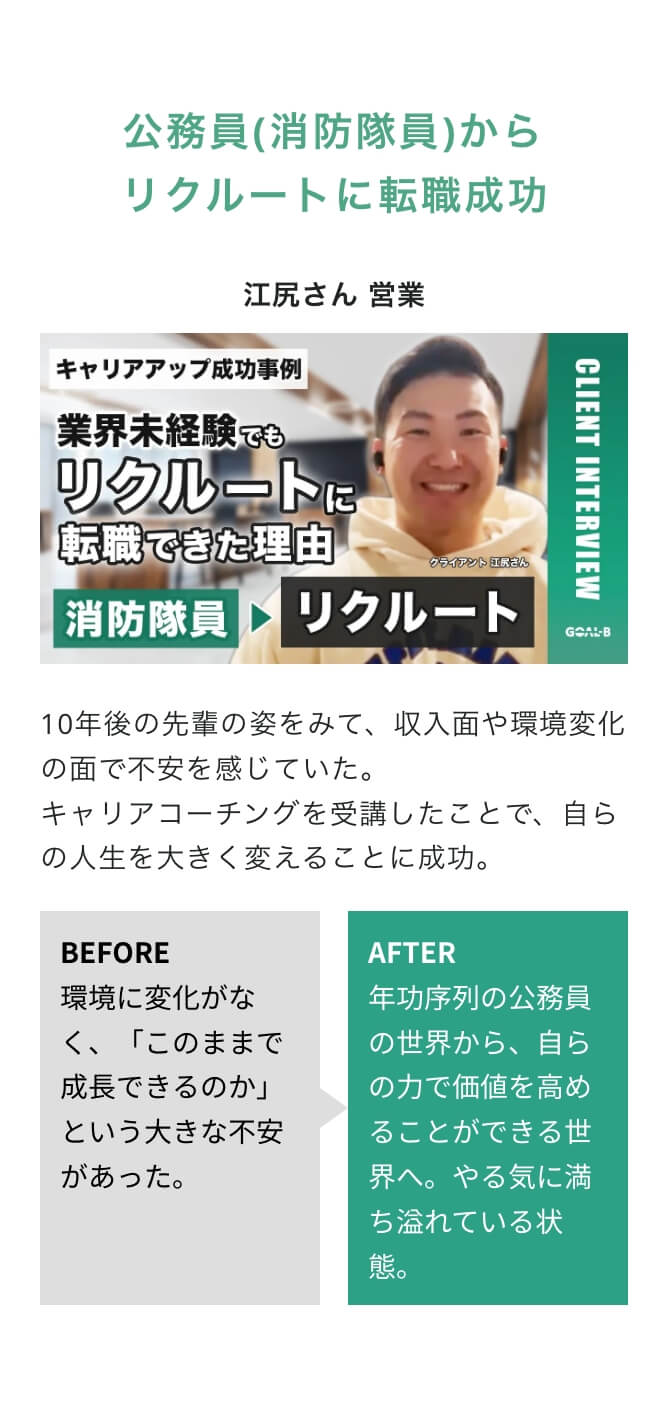 公務員(消防隊員)から
リクルートに転職成功
江尻さん 営業
キャリアアップ成功事例
業界未経験でも
リクルートに
転職できた理由
クライアント 江尻さん
消防隊員 ▶ リクルート
CLIENT INTERVIEW
GOAL-B
10年後の先輩の姿をみて、収入面や環境変化
の面で不安を感じていた。
キャリアコーチングを受講したことで、自ら
の人生を大きく変えることに成功。
BEFORE
環境に変化がな
く、「このままで
成長できるのか」
という大きな不安
があった。
AFTER
年功序列の公務員
の世界から、自ら
の力で価値を高め
ることができる世
界へ。やる気に満
ち溢れている状
態。